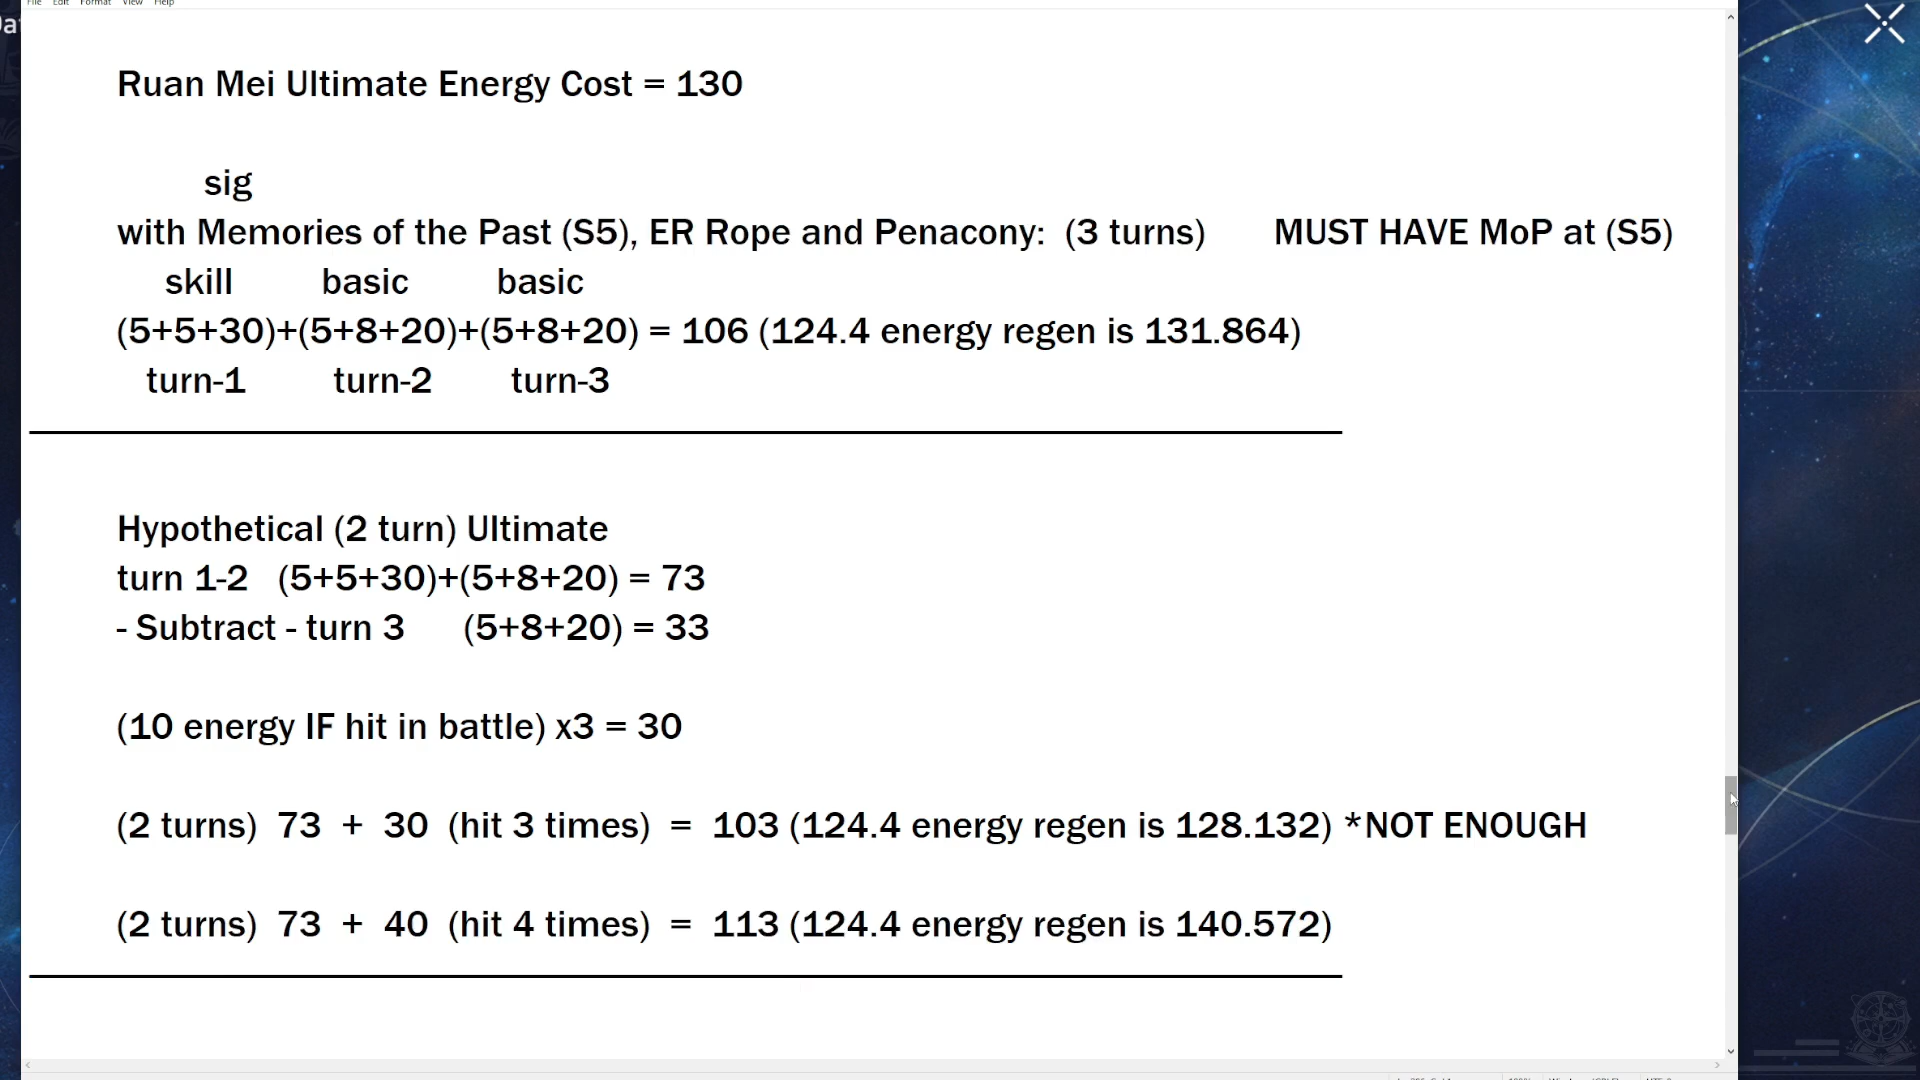 File Edit Format View Help
Ruan Mei Ultimate Energy Cost = 130
sig
with Memories of the Past (S5), ER Rope and Penacony: (3 turns) MUST HAVE MoP at (S5)
skill basic basic
(5+5+30)+(5+8+20)+(5+8+20) = 106 (124.4 energy regen is 131.864)
turn-1 turn-2 turn-3
Hypothetical (2 turn) Ultimate
turn 1-2 (5+5+30)+(5+8+20) = 73
- Subtract - turn 3 (5+8+20) = 33
(10 energy IF hit in battle) x3 = 30
(2 turns) 73 + 30 (hit 3 times) = 103 (124.4 energy regen is 128.132) *NOT ENOUGH
(2 turns) 73 + 40 (hit 4 times) = 113 (124.4 energy regen is 140.572)